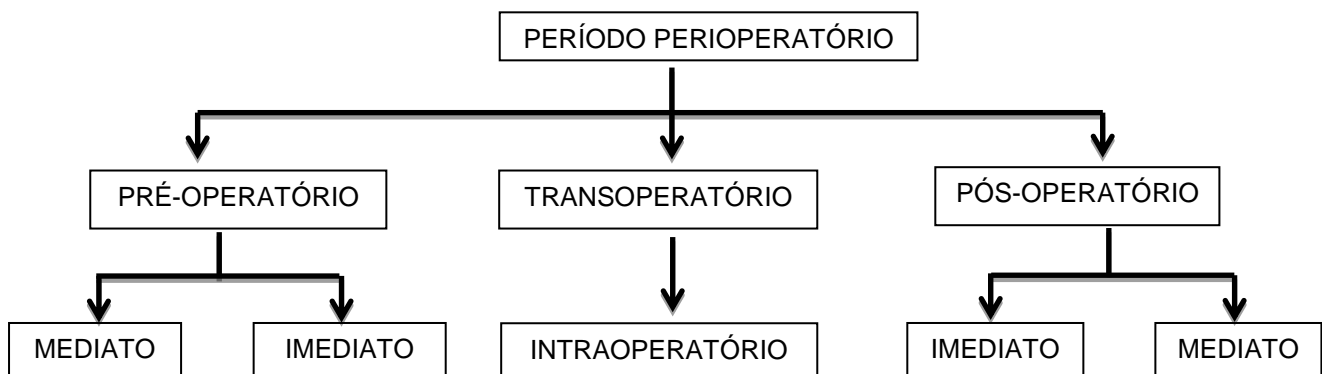 PERÍODO PERIOPERATÓRIO
PRÉ-OPERATÓRIO
TRANSOPERATÓRIO
PÓS-OPERATÓRIO
MEDIATO
IMEDIATO
INTRAOPERATÓRIO
IMEDIATO
MEDIATO